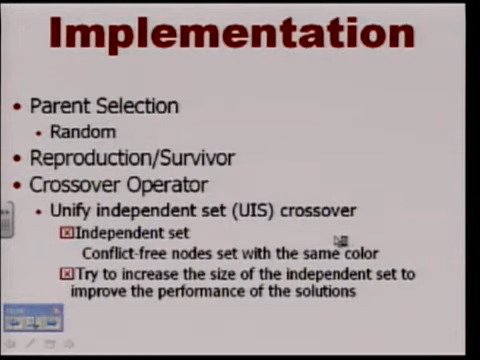 Implementation
• Parent Selection
• Random
• Reproduction/Survivor
• Crossover Operator
• Unify independent set (UIS) crossover
Independent set
Conflict-free nodes set with the same color
Try to increase the size of the independent set to
improve the performance of the solutions